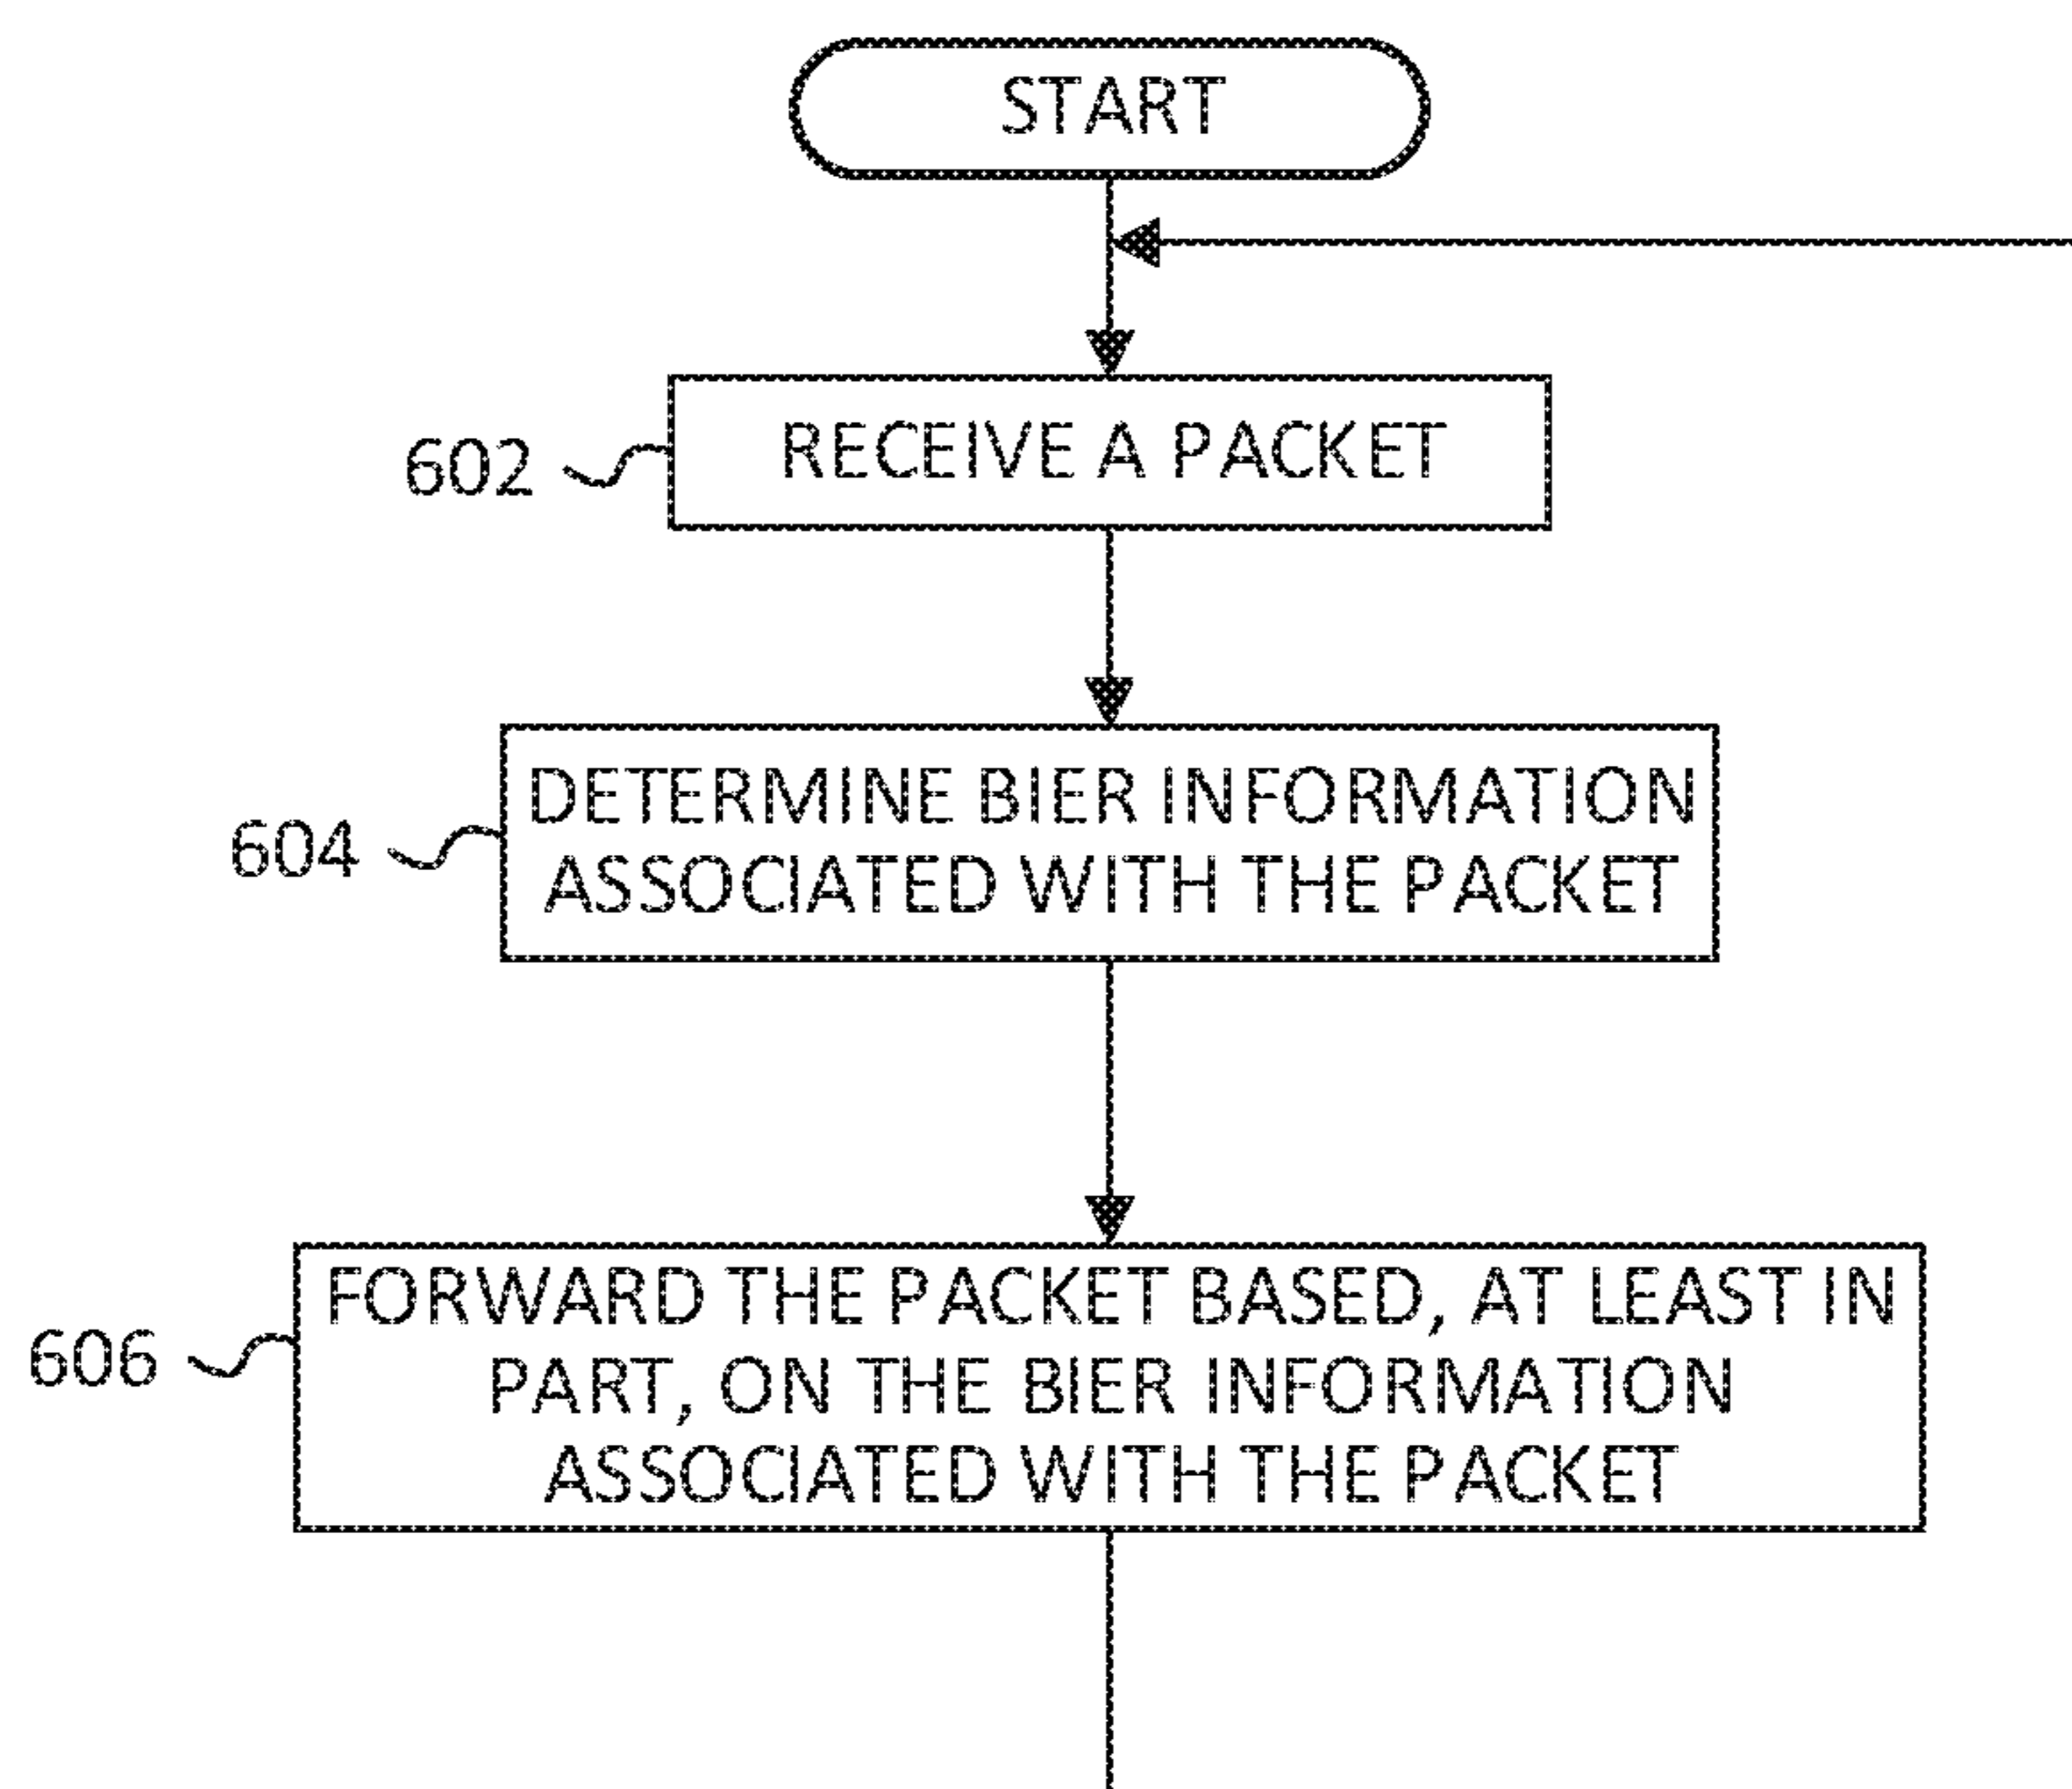 START
RECEIVE A PACKET
602
DETERMINE BIER INFORMATION
ASSOCIATED WITH THE PACKET
604
FORWARD THE PACKET BASED, AT LEAST IN
PART, ON THE BIER INFORMATION
ASSOCIATED WITH THE PACKET
606